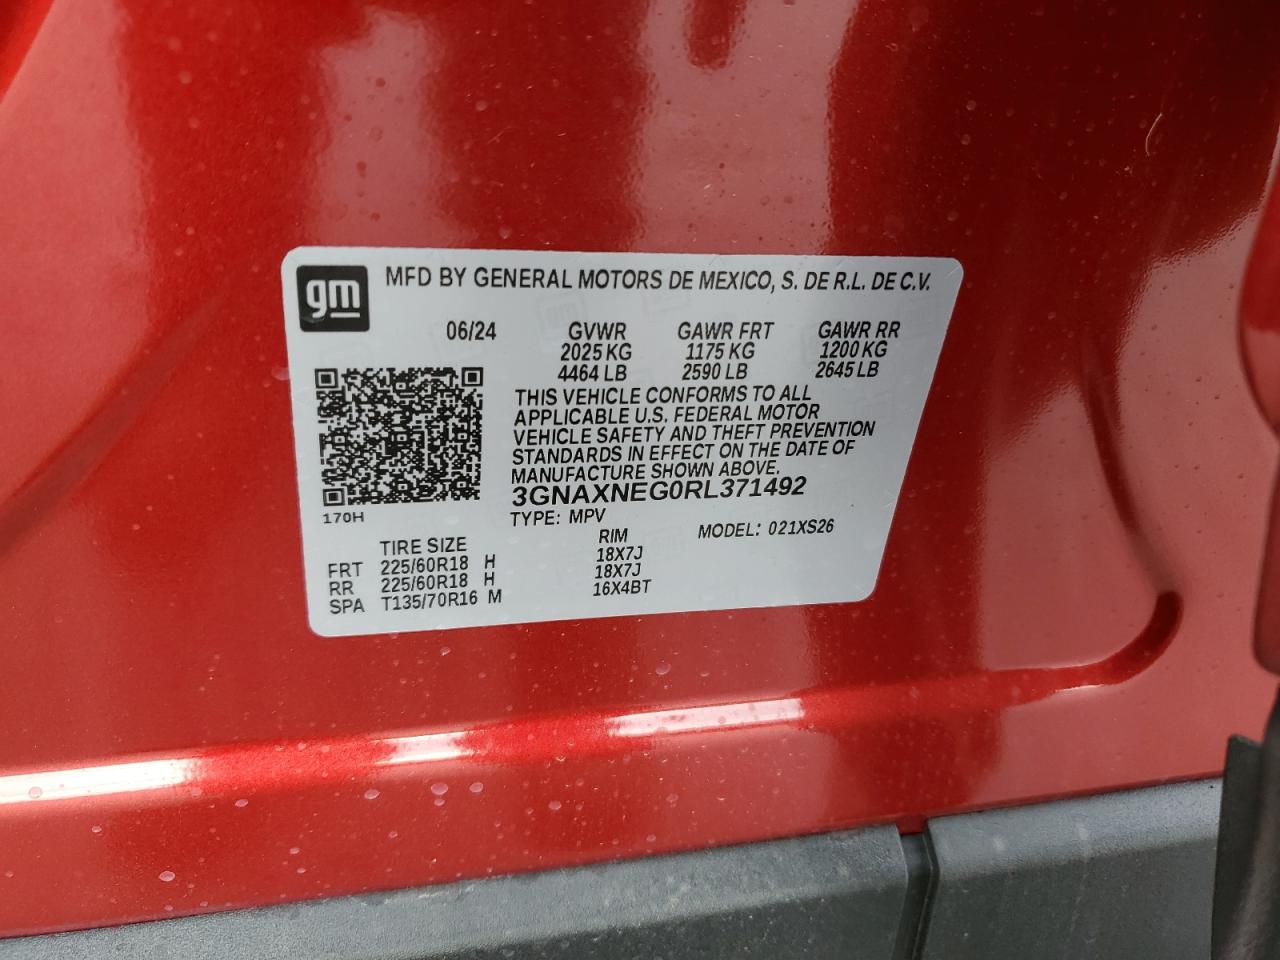 gm
MFD BY GENERAL MOTORS DE MEXICO, S. DE R.L. DE C.V.
06/24 GVWR GAWR FRT GAWR RR
2025 KG 1175 KG 1200 KG
4464 LB 2590 LB 2645 LB
THIS VEHICLE CONFORMS TO ALL
APPLICABLE U.S. FEDERAL MOTOR
VEHICLE SAFETY AND THEFT PREVENTION
STANDARDS IN EFFECT ON THE DATE OF
MANUFACTURE SHOWN ABOVE.
3GNAXNEG0RL371492
170H
TYPE: MPV MODEL: 021XS26
TIRE SIZE RIM
FRT 225/60R18 H 18X7J
RR 225/60R18 H 18X7J
SPA T135/70R16 M 16X4BT